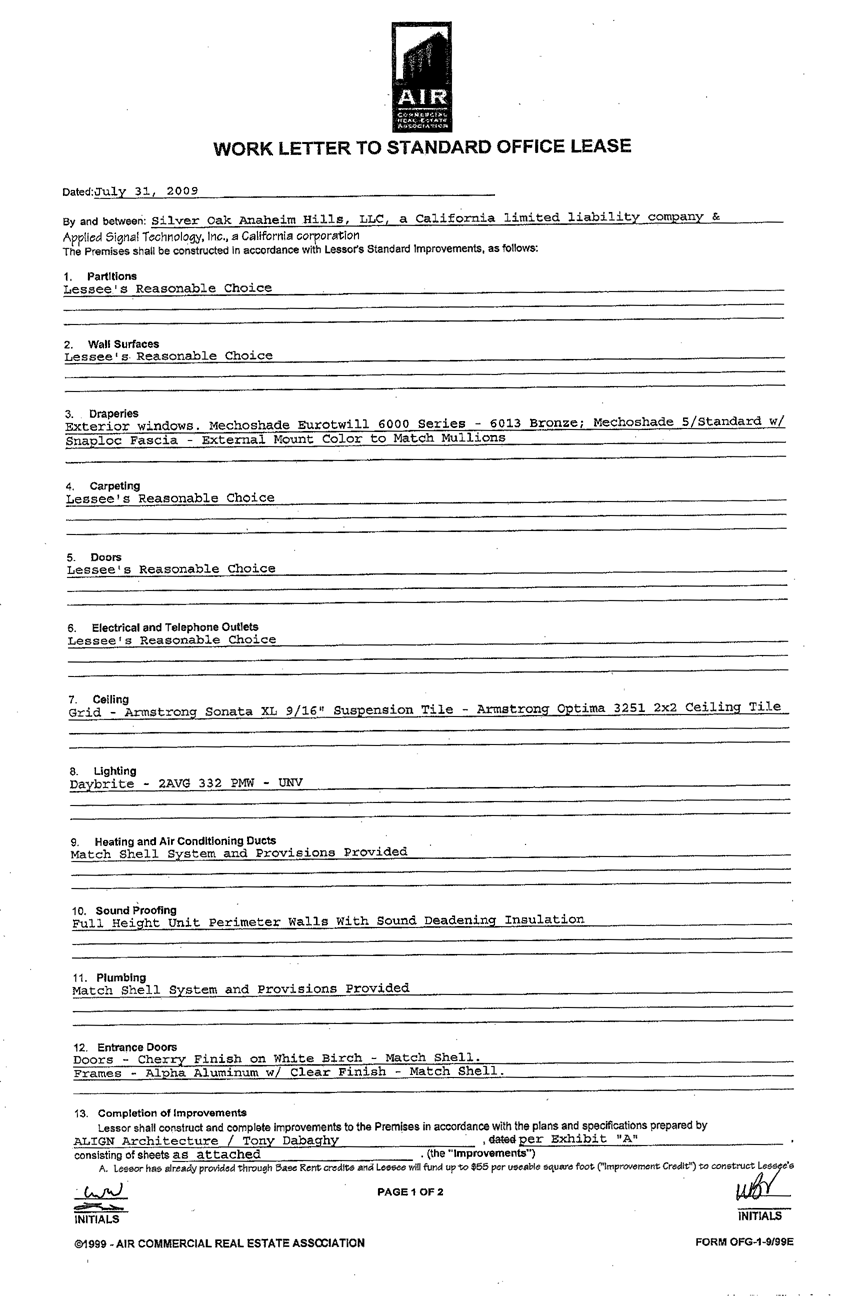 AIR
COMMERCIAL
REAL ESTATE
ASSOCIATION
WORK LETTER TO STANDARD OFFICE LEASE
Dated: July 31, 2009
By and between: Silver Oak Anaheim Hills, LLC, a California limited liability company &
Applied Signal Technology, Inc., a California corporation
The Premises shall be constructed in accordance with Lessor's Standard Improvements, as follows:
1. Partitions
Lessee's Reasonable Choice
2. Wall Surfaces
Lessee's Reasonable Choice
3. Draperies
Exterior windows. Mechoshade Eurotwill 6000 Series - 6013 Bronze; Mechoshade 5/Standard w/
Snaploc Fascia - External Mount Color to Match Mullions
4. Carpeting
Lessee's Reasonable Choice
5. Doors
Lessee's Reasonable Choice
6. Electrical and Telephone Outlets
Lessee's Reasonable Choice
7. Ceiling
Grid - Armstrong Sonata XL 9/16" Suspension Tile - Armstrong Optima 3251 2x2 Ceiling Tile
8. Lighting
Daybrite - 2AVG 332 PMW - UNV
9. Heating and Air Conditioning Ducts
Match Shell System and Provisions Provided
10. Sound Proofing
Full Height Unit Perimeter Walls With Sound Deadening Insulation
11. Plumbing
Match Shell System and Provisions Provided
12. Entrance Doors
Doors - Cherry Finish on White Birch - Match Shell.
Frames - Alpha Aluminum w/ Clear Finish - Match Shell.
13. Completion of Improvements
Lessor shall construct and complete improvements to the Premises in accordance with the plans and specifications prepared by
ALIGN Architecture / Tony Dabaghy , dated per Exhibit "A" ,
consisting of sheets as attached . (the "Improvements")
A. Lessor has already provided through Base Rent credits and Lessee will fund up to $55 per useable square foot ("Improvement Credit") to construct Lessee's
PAGE 1 OF 2
INITIALS
INITIALS
©1999 - AIR COMMERCIAL REAL ESTATE ASSOCIATION
FORM OFG-1-9/99E